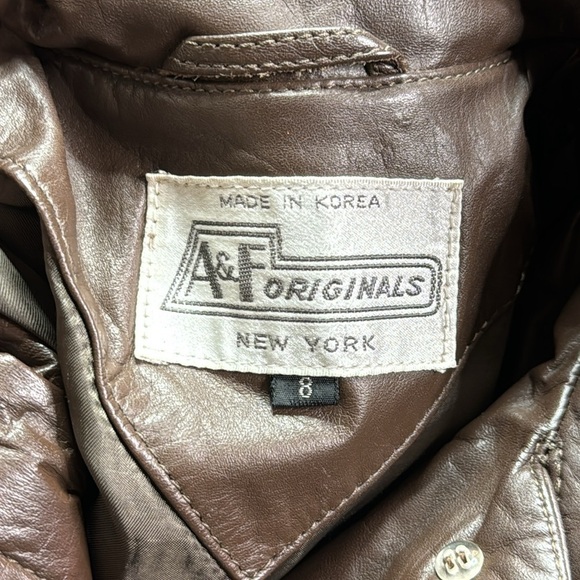 MADE IN KOREA
A&F ORIGINALS
NEW YORK
8